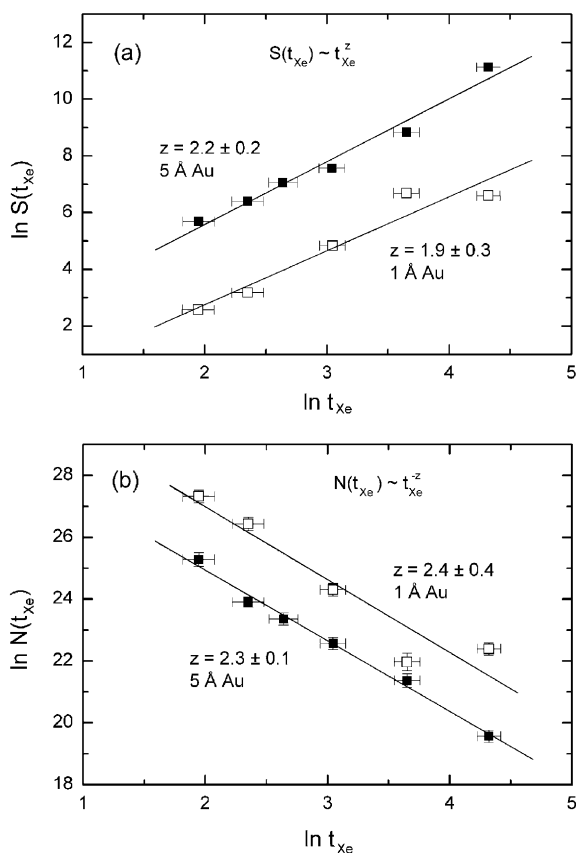 (a)
S(t_Xe) ~ t_Xe^z
12
10
8
6
4
2
ln S(t_Xe)
z = 2.2 ± 0.2
5 Å Au
z = 1.9 ± 0.3
1 Å Au
1 2 3 4 5
ln t_Xe
(b)
N(t_Xe) ~ t_Xe^-z
28
26
24
22
20
18
ln N(t_Xe)
z = 2.4 ± 0.4
1 Å Au
z = 2.3 ± 0.1
5 Å Au
1 2 3 4 5
ln t_Xe